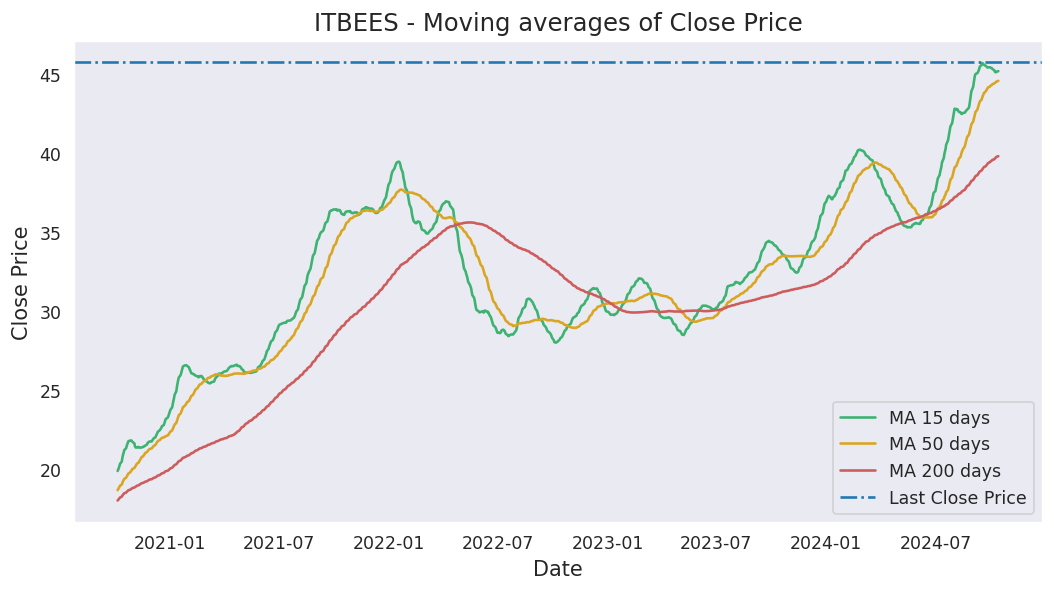 ITBEES - Moving averages of Close Price
Close Price
45
40
35
30
25
20
MA 15 days
MA 50 days
MA 200 days
Last Close Price
2021-01 2021-07 2022-01 2022-07 2023-01 2023-07 2024-01 2024-07
Date